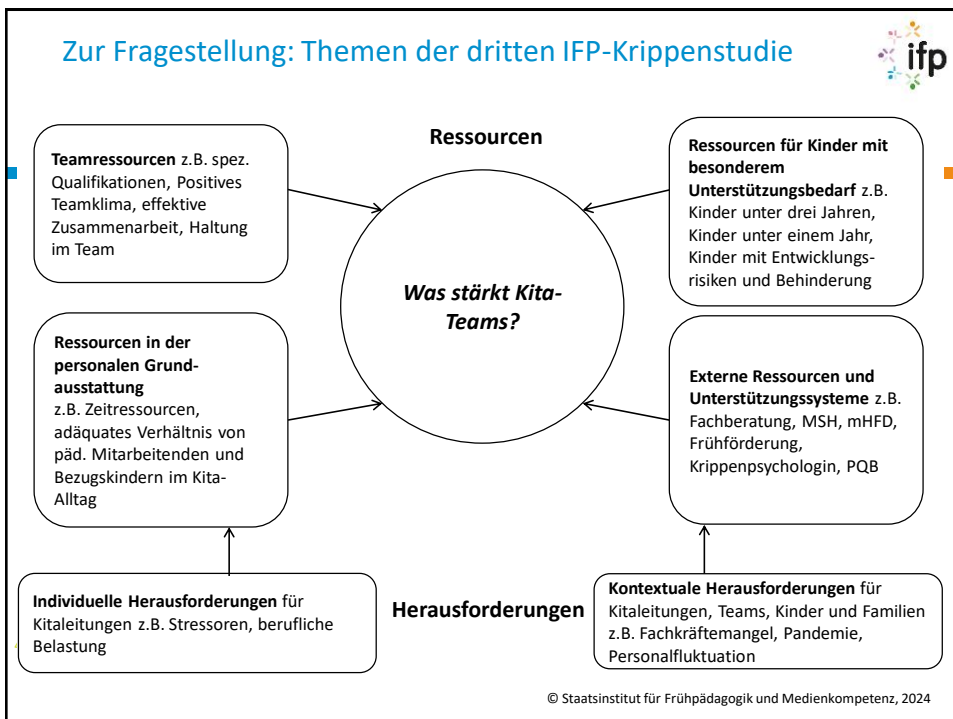 Zur Fragestellung: Themen der dritten IFP-Krippenstudie
ifp
Ressourcen
Teamressourcen z.B. spez.
Qualifikationen, Positives
Teamklima, effektive
Zusammenarbeit, Haltung
im Team
Ressourcen für Kinder mit
besonderem
Unterstützungsbedarf z.B.
Kinder unter drei Jahren,
Kinder unter einem Jahr,
Kinder mit Entwicklungs-
risiken und Behinderung
Was stärkt Kita-
Teams?
Ressourcen in der
personalen Grund-
ausstattung
z.B. Zeitressourcen,
adäquates Verhältnis von
päd. Mitarbeitenden und
Bezugskindern im Kita-
Alltag
Externe Ressourcen und
Unterstützungssysteme z.B.
Fachberatung, MSH, mHFD,
Frühförderung,
Krippenpsychologin, PQB
Individuelle Herausforderungen für
Kitaleitungen z.B. Stressoren, berufliche
Belastung
Herausforderungen
Kontextuale Herausforderungen für
Kitaleitungen, Teams, Kinder und Familien
z.B. Fachkräftemangel, Pandemie,
Personalfluktuation
© Staatsinstitut für Frühpädagogik und Medienkompetenz, 2024